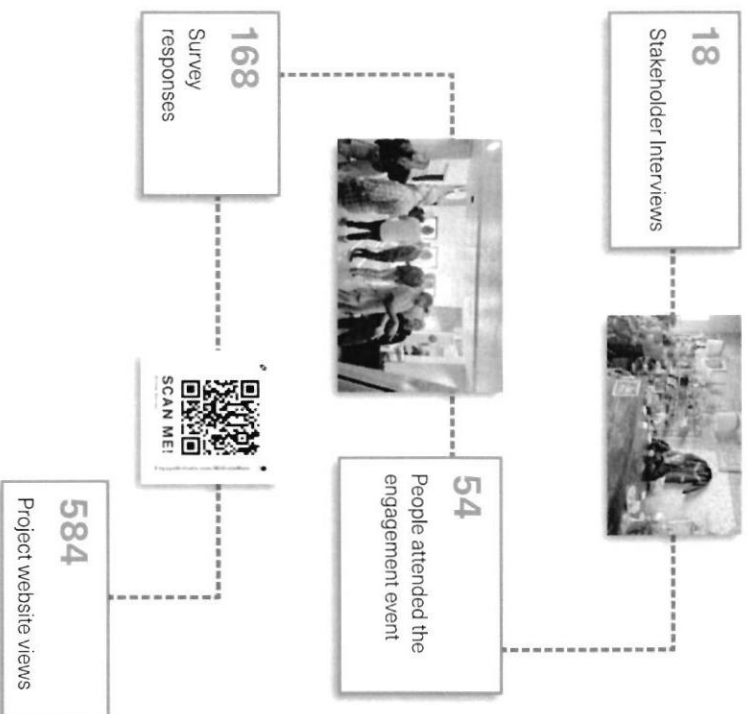 18
Stakeholder Interviews
54
People attended the
engagement event
168
Survey
responses
SCAN ME!
584
Project website views